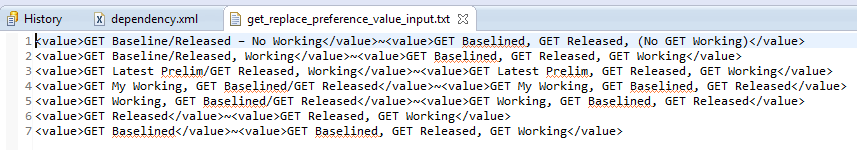 History
dependency.xml
get_replace_preference_value_input.txt
1 <value>GET Baseline/Released – No Working</value>~<value>GET Baselined, GET Released, (No GET Working)</value>
2 <value>GET Baseline/Released, Working</value>~<value>GET Baselined, GET Released, GET Working</value>
3 <value>GET Latest Prelim/GET Released, Working</value>~<value>GET Latest Prelim, GET Released, GET Working</value>
4 <value>GET My Working, GET Baselined/GET Released</value>~<value>GET My Working, GET Baselined, GET Released</value>
5 <value>GET Working, GET Baselined/GET Released</value>~<value>GET Working, GET Baselined, GET Released</value>
6 <value>GET Released</value>~<value>GET Released, GET Working</value>
7 <value>GET Baselined</value>~<value>GET Baselined, GET Released, GET Working</value>